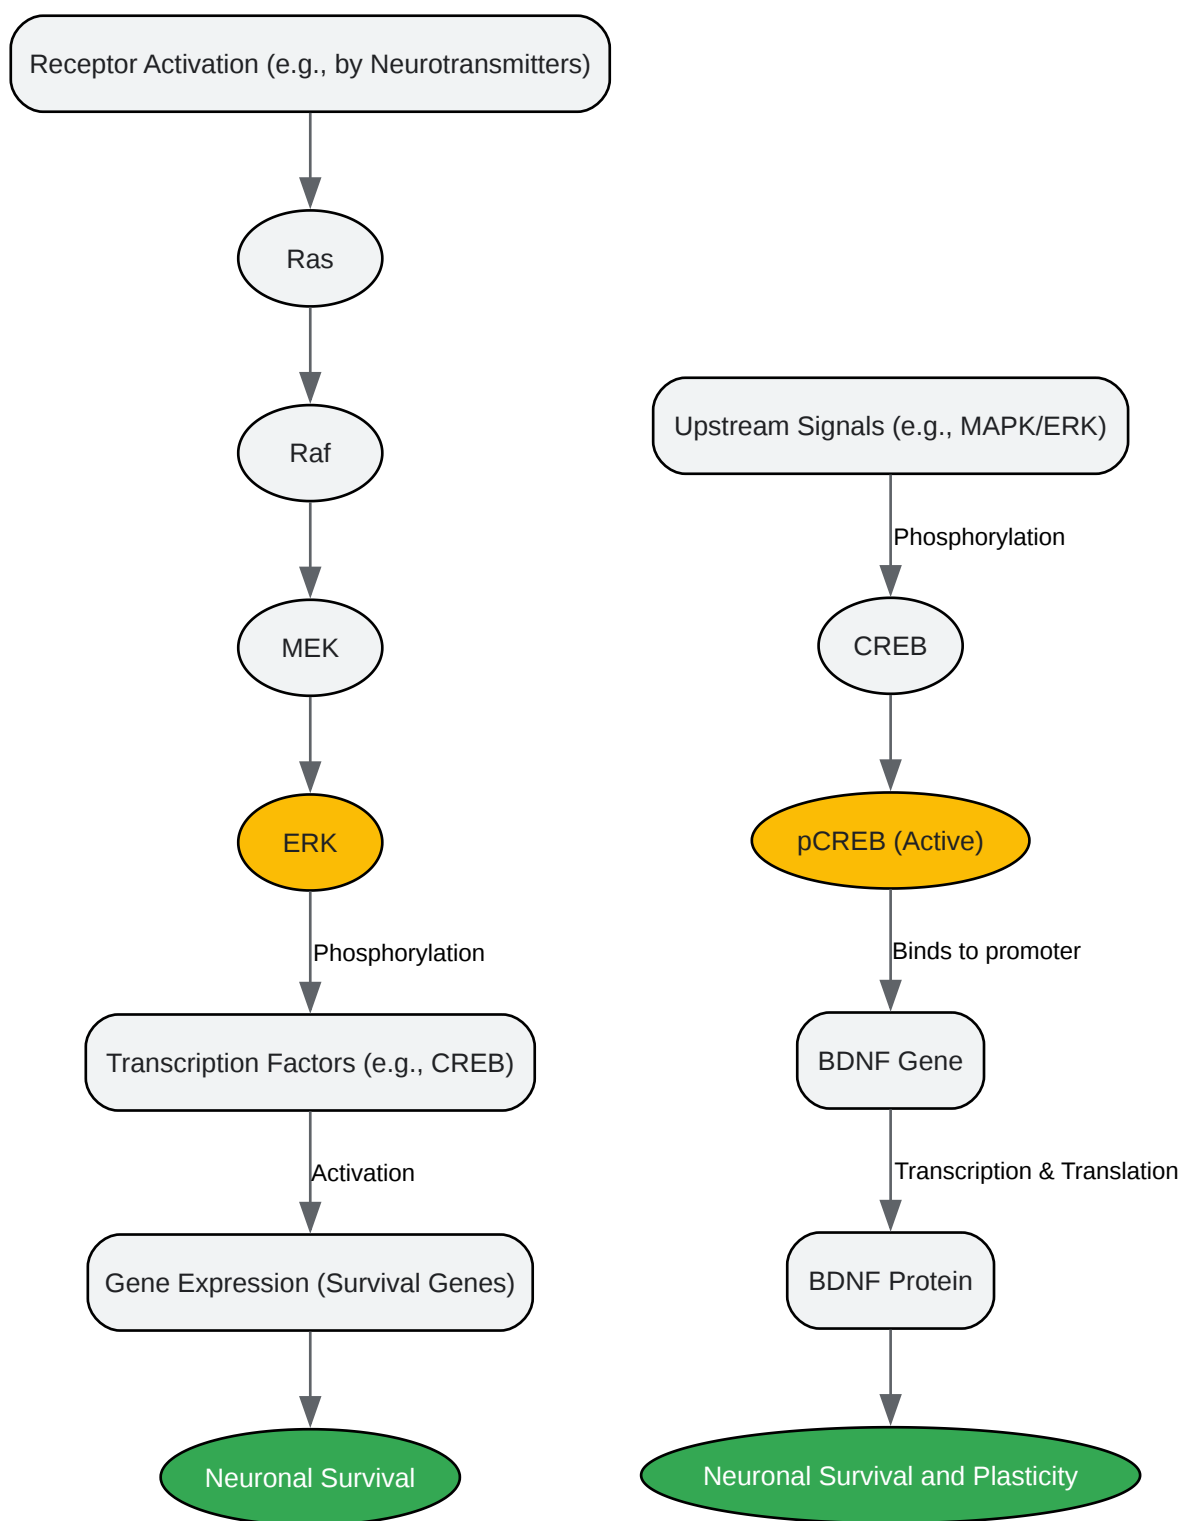 Receptor Activation (e.g., by Neurotransmitters)
Ras
Raf
MEK
ERK
Phosphorylation
Transcription Factors (e.g., CREB)
Activation
Gene Expression (Survival Genes)
Neuronal Survival
Upstream Signals (e.g., MAPK/ERK)
Phosphorylation
CREB
pCREB (Active)
Binds to promoter
BDNF Gene
Transcription & Translation
BDNF Protein
Neuronal Survival and Plasticity